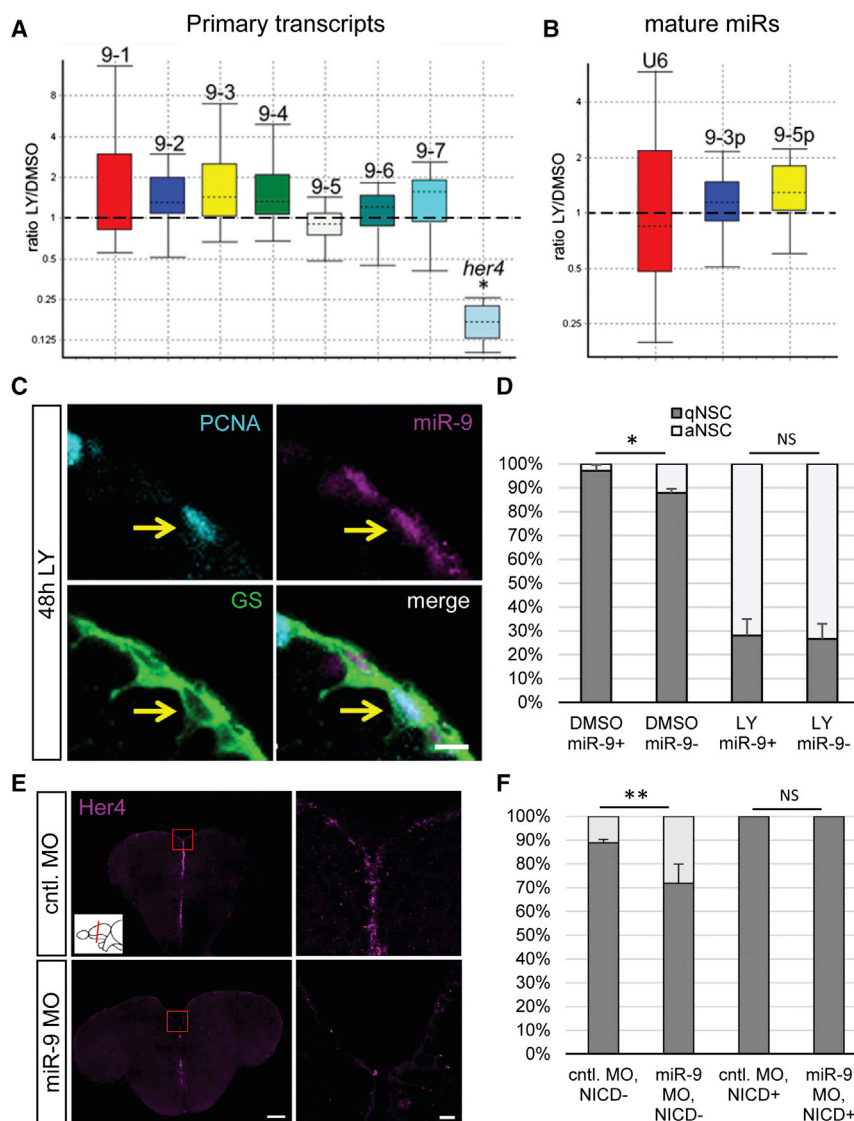 A
Primary transcripts
ratio LY/DMSO
8
4
2
1
0.5
0.25
0.125
9-1
9-2
9-3
9-4
9-5
9-6
9-7
her4
*
B
mature miRs
ratio LY/DMSO
4
2
1
0.5
0.25
U6
9-3p
9-5p
C
48h LY
PCNA
miR-9
GS
merge
D
qNSC
aNSC
*
NS
100%
90%
80%
70%
60%
50%
40%
30%
20%
10%
0%
DMSO
miR-9+
DMSO
miR-9-
LY
miR-9+
LY
miR-9-
E
cntl. MO
Her4
miR-9 MO
F
**
NS
100%
90%
80%
70%
60%
50%
40%
30%
20%
10%
0%
cntl. MO,
NICD-
miR-9
MO,
NICD-
cntl. MO,
NICD+
miR-9
MO,
NICD+